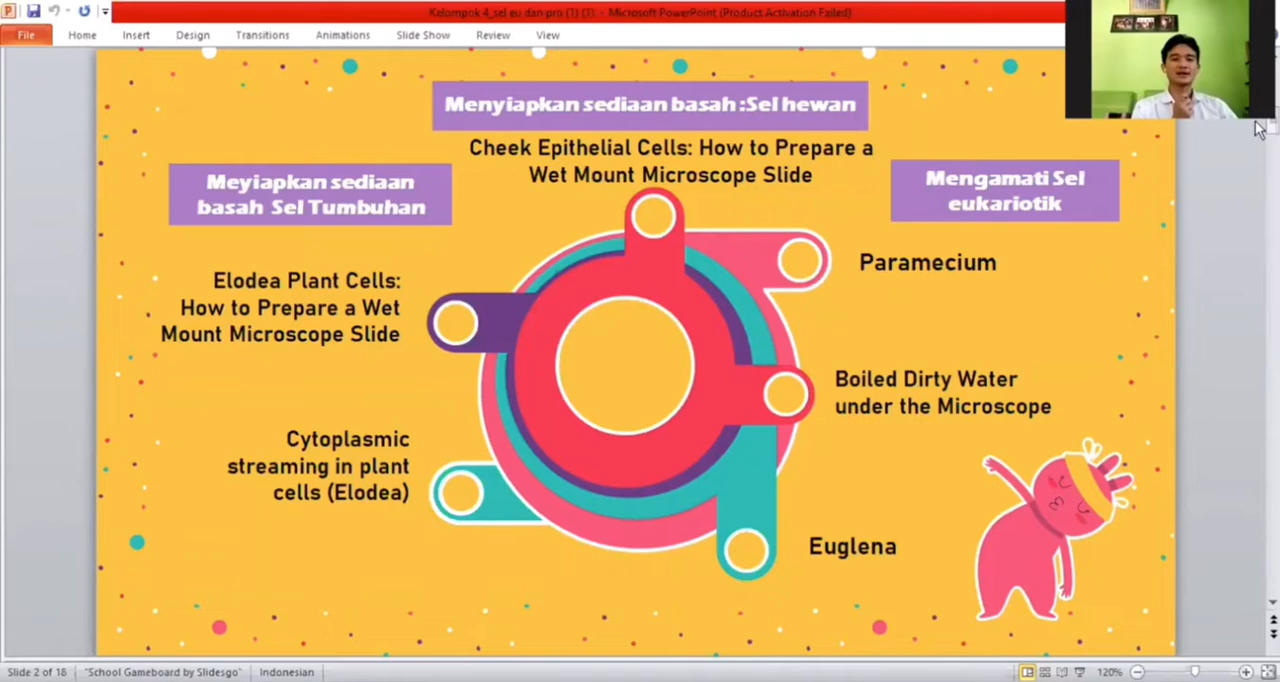 Kelompok 4_sel eu dan pro (1) (1) - Microsoft PowerPoint (Product Activation Failed)
File Home Insert Design Transitions Animations Slide Show Review View
Menyiapkan sediaan basah :Sel hewan
Cheek Epithelial Cells: How to Prepare a
Wet Mount Microscope Slide
Meyiapkan sediaan
basah Sel Tumbuhan
Mengamati Sel
eukariotik
Elodea Plant Cells:
How to Prepare a Wet
Mount Microscope Slide
Paramecium
Boiled Dirty Water
under the Microscope
Cytoplasmic
streaming in plant
cells (Elodea)
Euglena
Slide 2 of 18 "School Gameboard by Slidesgo" Indonesian 120%